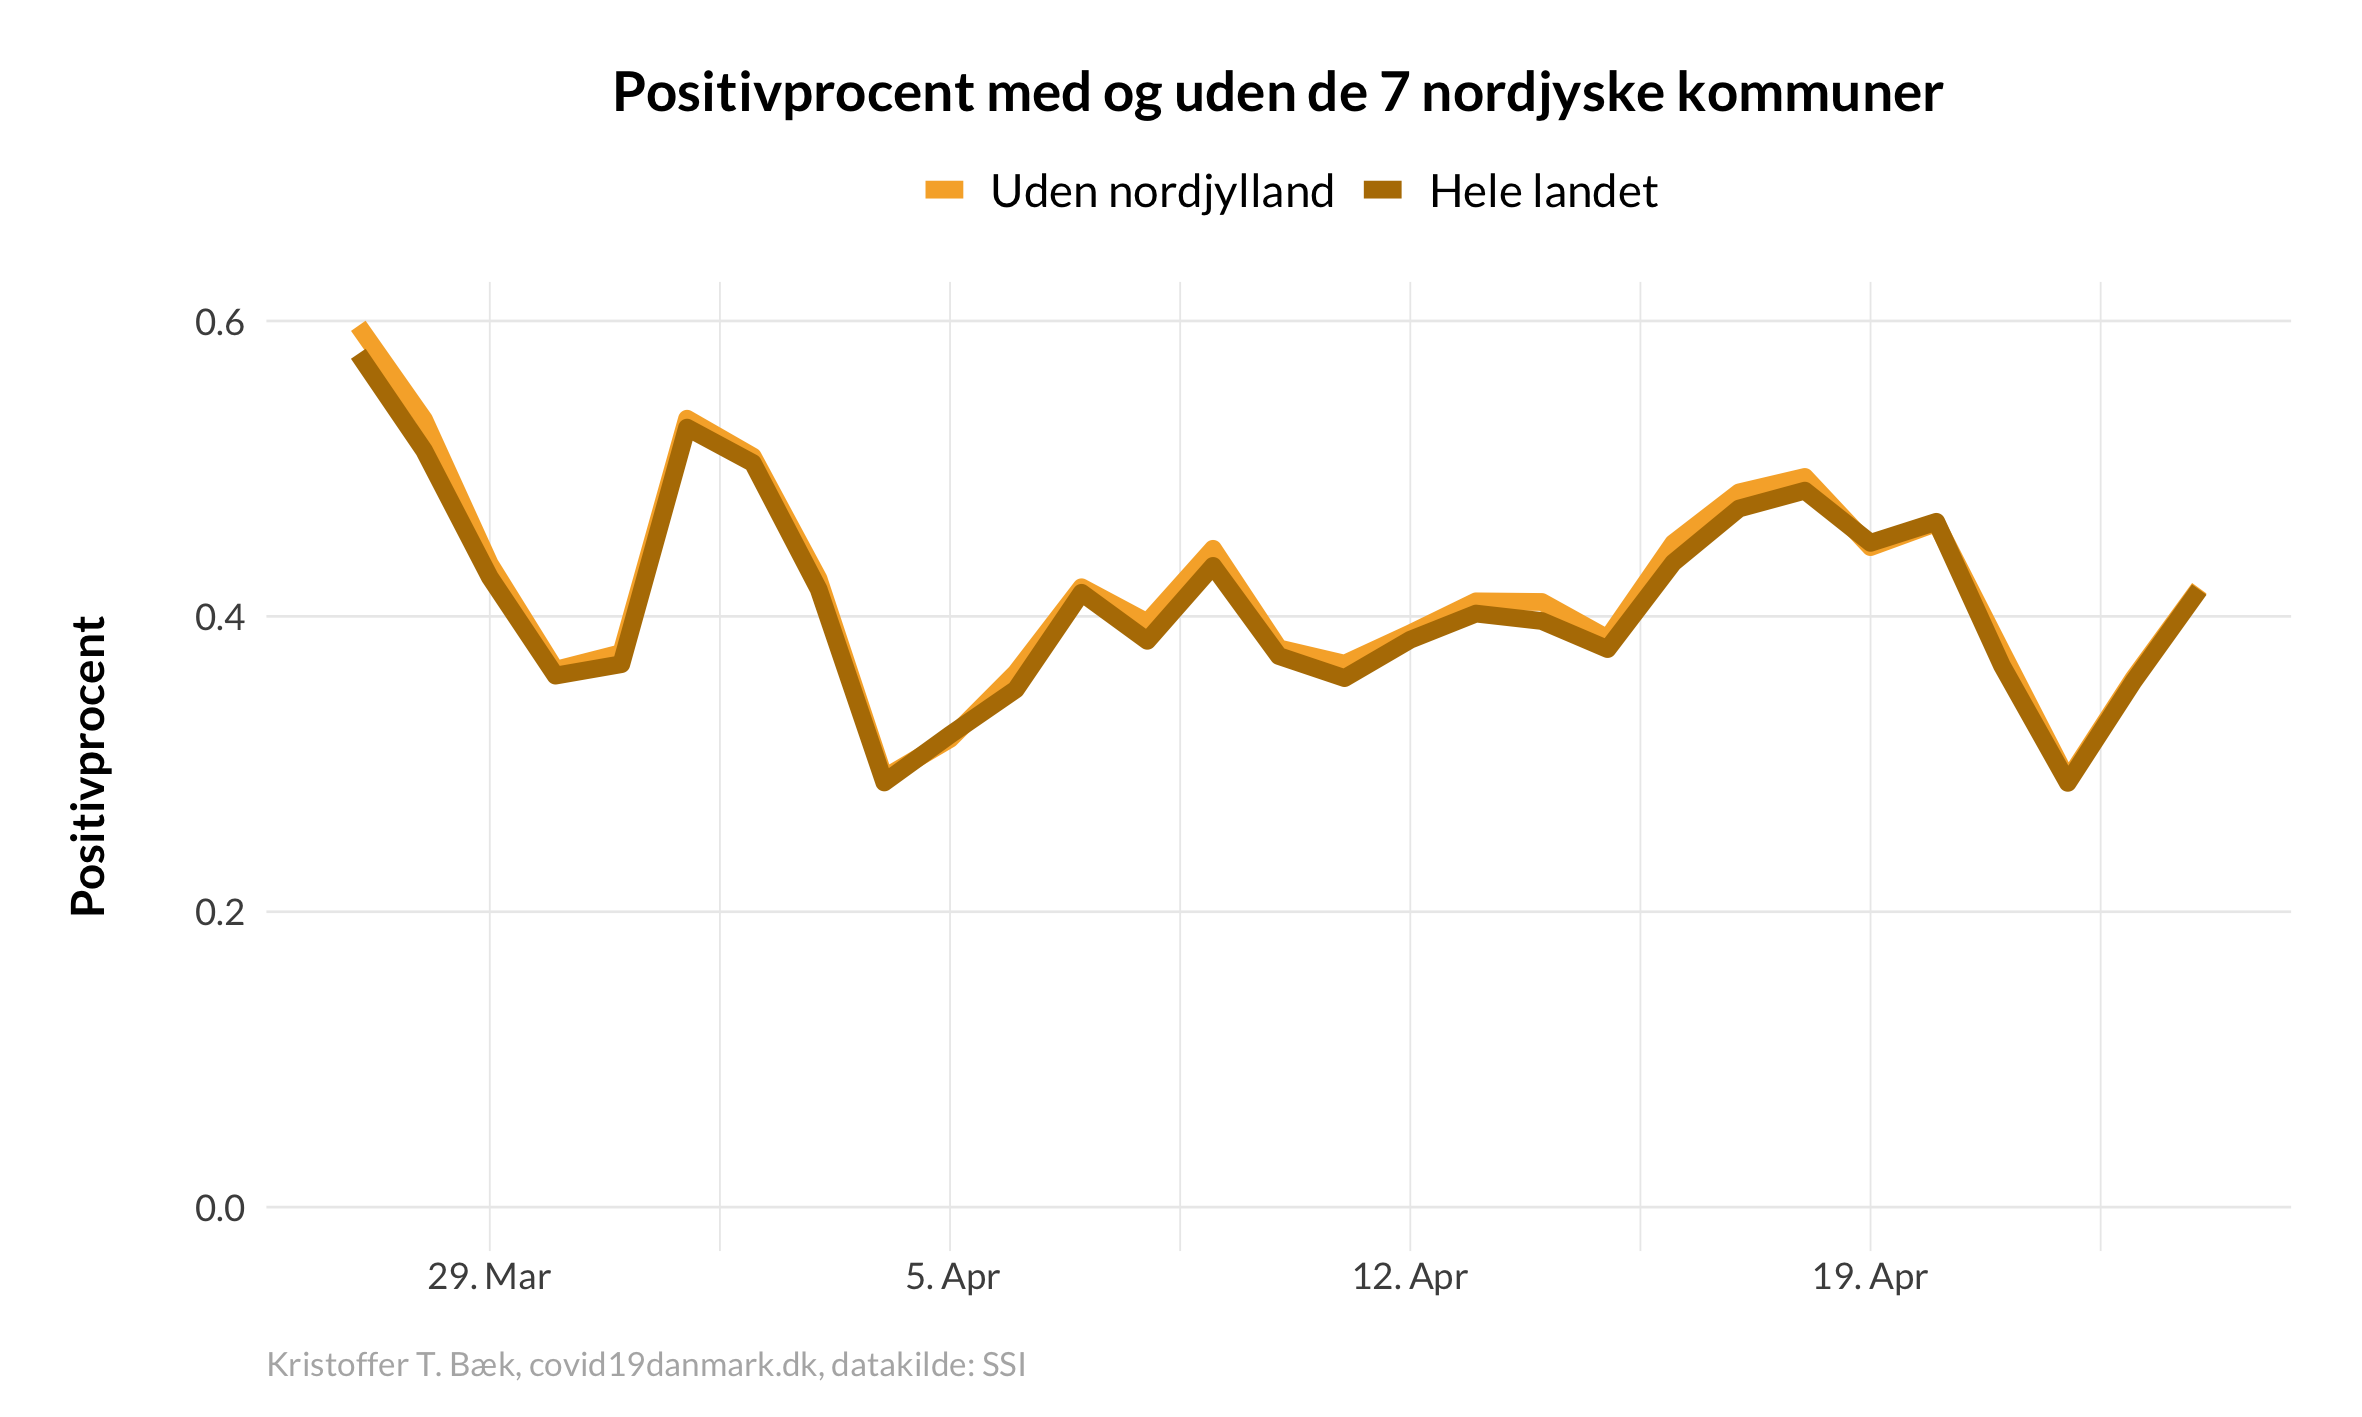 Positivprocent med og uden de 7 nordjyske kommuner
Uden nordjylland Hele landet
Positivprocent
0.6
0.4
0.2
0.0
29. Mar 5. Apr 12. Apr 19. Apr
Kristoffer T. Bæk, covid19danmark.dk, datakilde: SSI